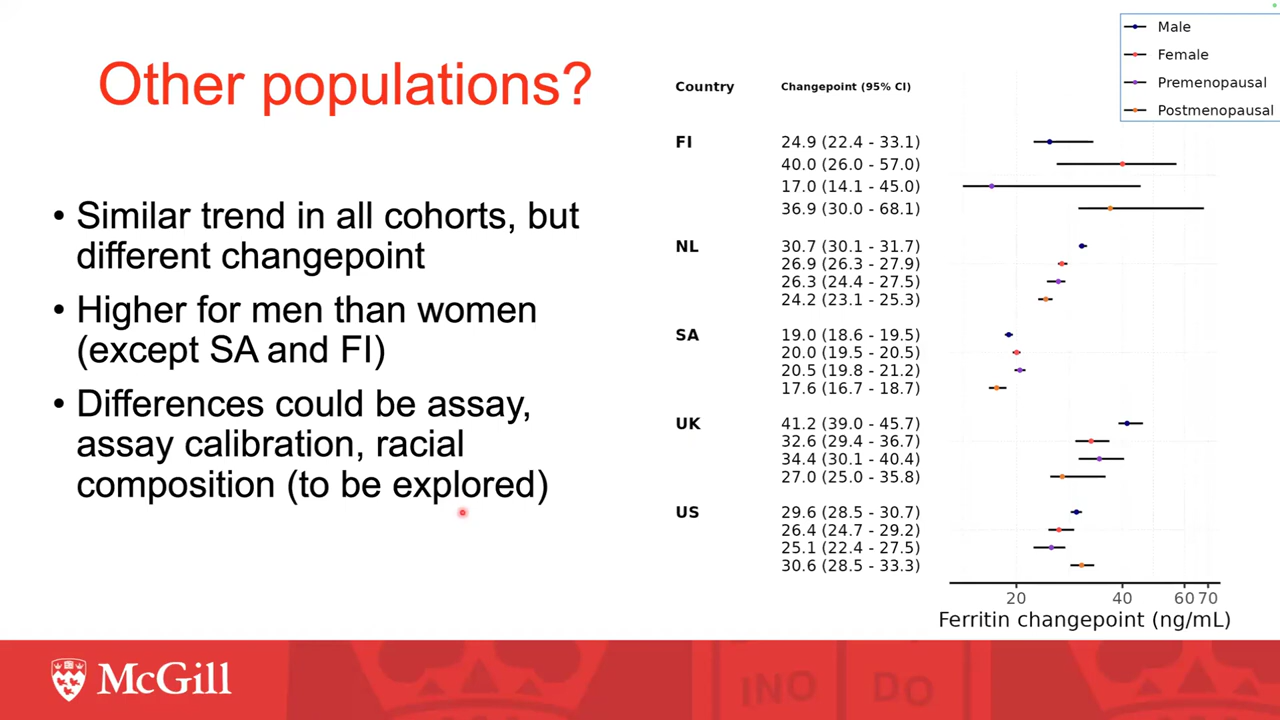 Other populations?
• Similar trend in all cohorts, but
different changepoint
• Higher for men than women
(except SA and FI)
• Differences could be assay,
assay calibration, racial
composition (to be explored)
Male
Female
Premenopausal
Postmenopausal
Country Changepoint (95% CI)
FI 24.9 (22.4 - 33.1)
40.0 (26.0 - 57.0)
17.0 (14.1 - 45.0)
36.9 (30.0 - 68.1)
NL 30.7 (30.1 - 31.7)
26.9 (26.3 - 27.9)
26.3 (24.4 - 27.5)
24.2 (23.1 - 25.3)
SA 19.0 (18.6 - 19.5)
20.0 (19.5 - 20.5)
20.5 (19.8 - 21.2)
17.6 (16.7 - 18.7)
UK 41.2 (39.0 - 45.7)
32.6 (29.4 - 36.7)
34.4 (30.1 - 40.4)
27.0 (25.0 - 35.8)
US 29.6 (28.5 - 30.7)
26.4 (24.7 - 29.2)
25.1 (22.4 - 27.5)
30.6 (28.5 - 33.3)
20 40 60 70
Ferritin changepoint (ng/mL)
McGill
INO DO